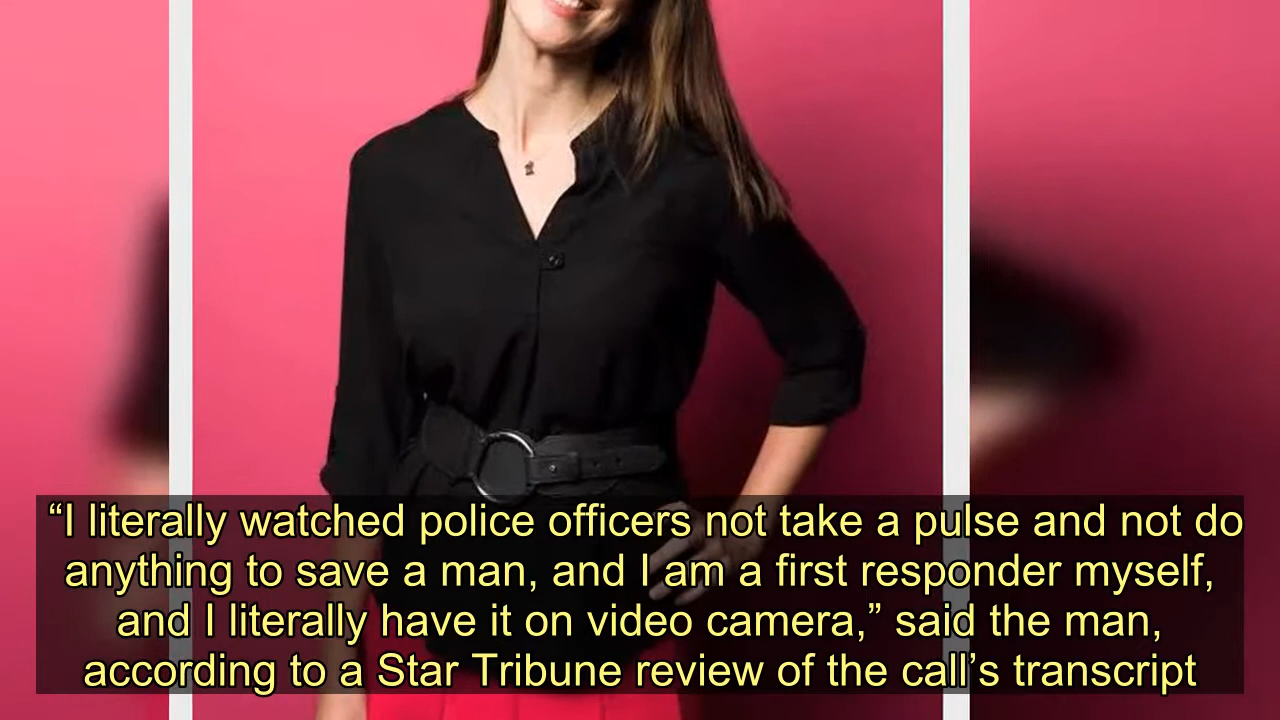 “I literally watched police officers not take a pulse and not do
anything to save a man, and I am a first responder myself,
and I literally have it on video camera,” said the man,
according to a Star Tribune review of the call’s transcript